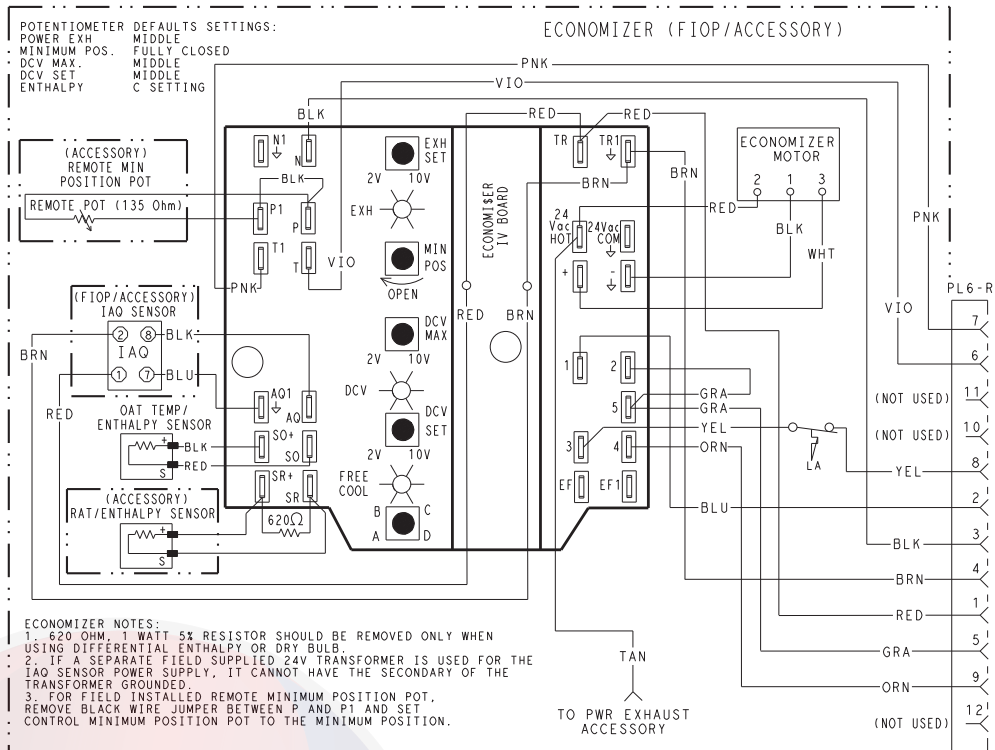 POTENTIOMETER DEFAULTS SETTINGS:
POWER EXH MIDDLE
MINIMUM POS. FULLY CLOSED
DCV MAX. MIDDLE
DCV SET MIDDLE
ENTHALPY C SETTING
ECONOMIZER (FIOP/ACCESSORY)
PNK
VIO
BLK
RED
RED
(ACCESSORY)
REMOTE MIN
POSITION POT
REMOTE POT (135 Ohm)
N1
N
BLK
P1
P
T1
T
VIO
PNK
EXH
SET
2V 10V
EXH
MIN
POS
OPEN
DCV
MAX
2V 10V
DCV
DCV
SET
2V 10V
FREE
COOL
B C
A D
ECONOMI$ER
IV BOARD
RED
BRN
TR
TR1
BRN
BRN
24
Vac
HOT
24Vac
COM
+
-
1
2
5
3
4
EF
EF1
ECONOMIZER
MOTOR
2 1 3
RED
BLK
WHT
PNK
VIO
(FIOP/ACCESSORY)
IAQ SENSOR
2
8
BLK
IAQ
1
7
BLU
BRN
RED
AQ1
AQ
OAT TEMP/
ENTHALPY SENSOR
+
BLK
RED
S
SO+
SO
SR+
SR
620Ω
(ACCESSORY)
RAT/ENTHALPY SENSOR
+
S
GRA
GRA
YEL
ORN
LA
BLU
PL6-R
7
6
(NOT USED) 11
(NOT USED) 10
YEL 8
2
BLK 3
BRN 4
RED 1
GRA 5
ORN 9
(NOT USED) 12
TAN
TO PWR EXHAUST
ACCESSORY
ECONOMIZER NOTES:
1. 620 OHM, 1 WATT 5% RESISTOR SHOULD BE REMOVED ONLY WHEN
USING DIFFERENTIAL ENTHALPY OR DRY BULB.
2. IF A SEPARATE FIELD SUPPLIED 24V TRANSFORMER IS USED FOR THE
IAQ SENSOR POWER SUPPLY, IT CANNOT HAVE THE SECONDARY OF THE
TRANSFORMER GROUNDED.
3. FOR FIELD INSTALLED REMOTE MINIMUM POSITION POT,
REMOVE BLACK WIRE JUMPER BETWEEN P AND P1 AND SET
CONTROL MINIMUM POSITION POT TO THE MINIMUM POSITION.